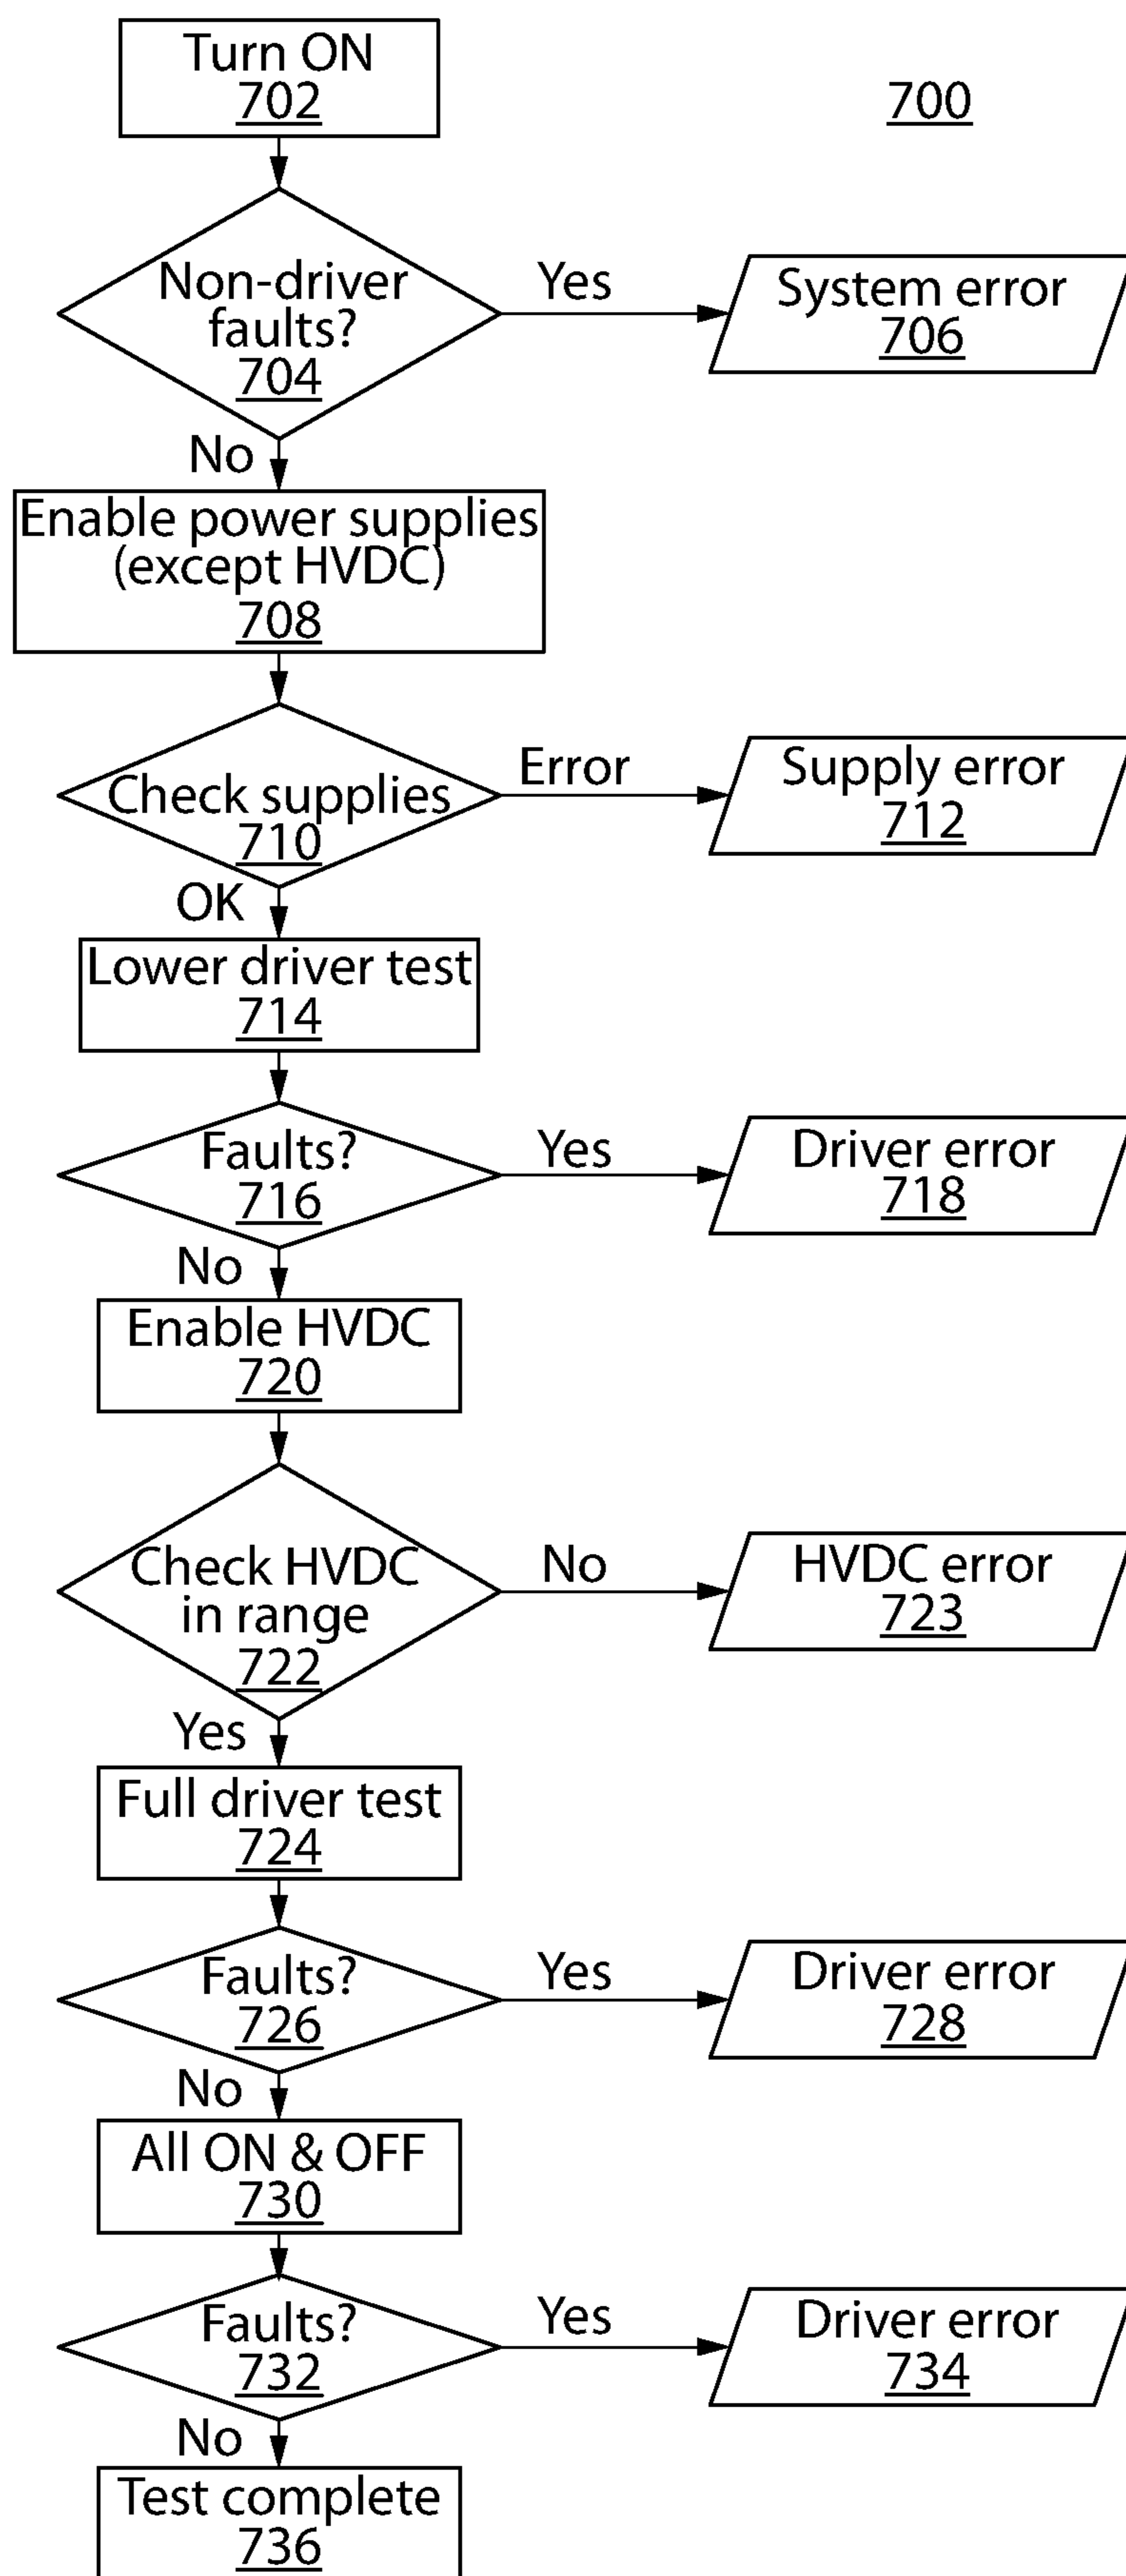 Turn ON
702
700
Non-driver
faults?
704
Yes
System error
706
No
Enable power supplies
(except HVDC)
708
Check supplies
710
Error
Supply error
712
OK
Lower driver test
714
Faults?
716
Yes
Driver error
718
No
Enable HVDC
720
Check HVDC
in range
722
No
HVDC error
723
Yes
Full driver test
724
Faults?
726
Yes
Driver error
728
No
All ON & OFF
730
Faults?
732
Yes
Driver error
734
No
Test complete
736